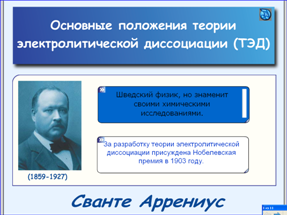 Основные положения теории
электролитической диссоциации (ТЭД)
Шведский физик, но знаменит
своими химическими
исследованиями.
За разработку теории электролитической
диссоциации присуждена Нобелевская
премия в 1903 году.
(1859-1927)
Сванте Аррениус